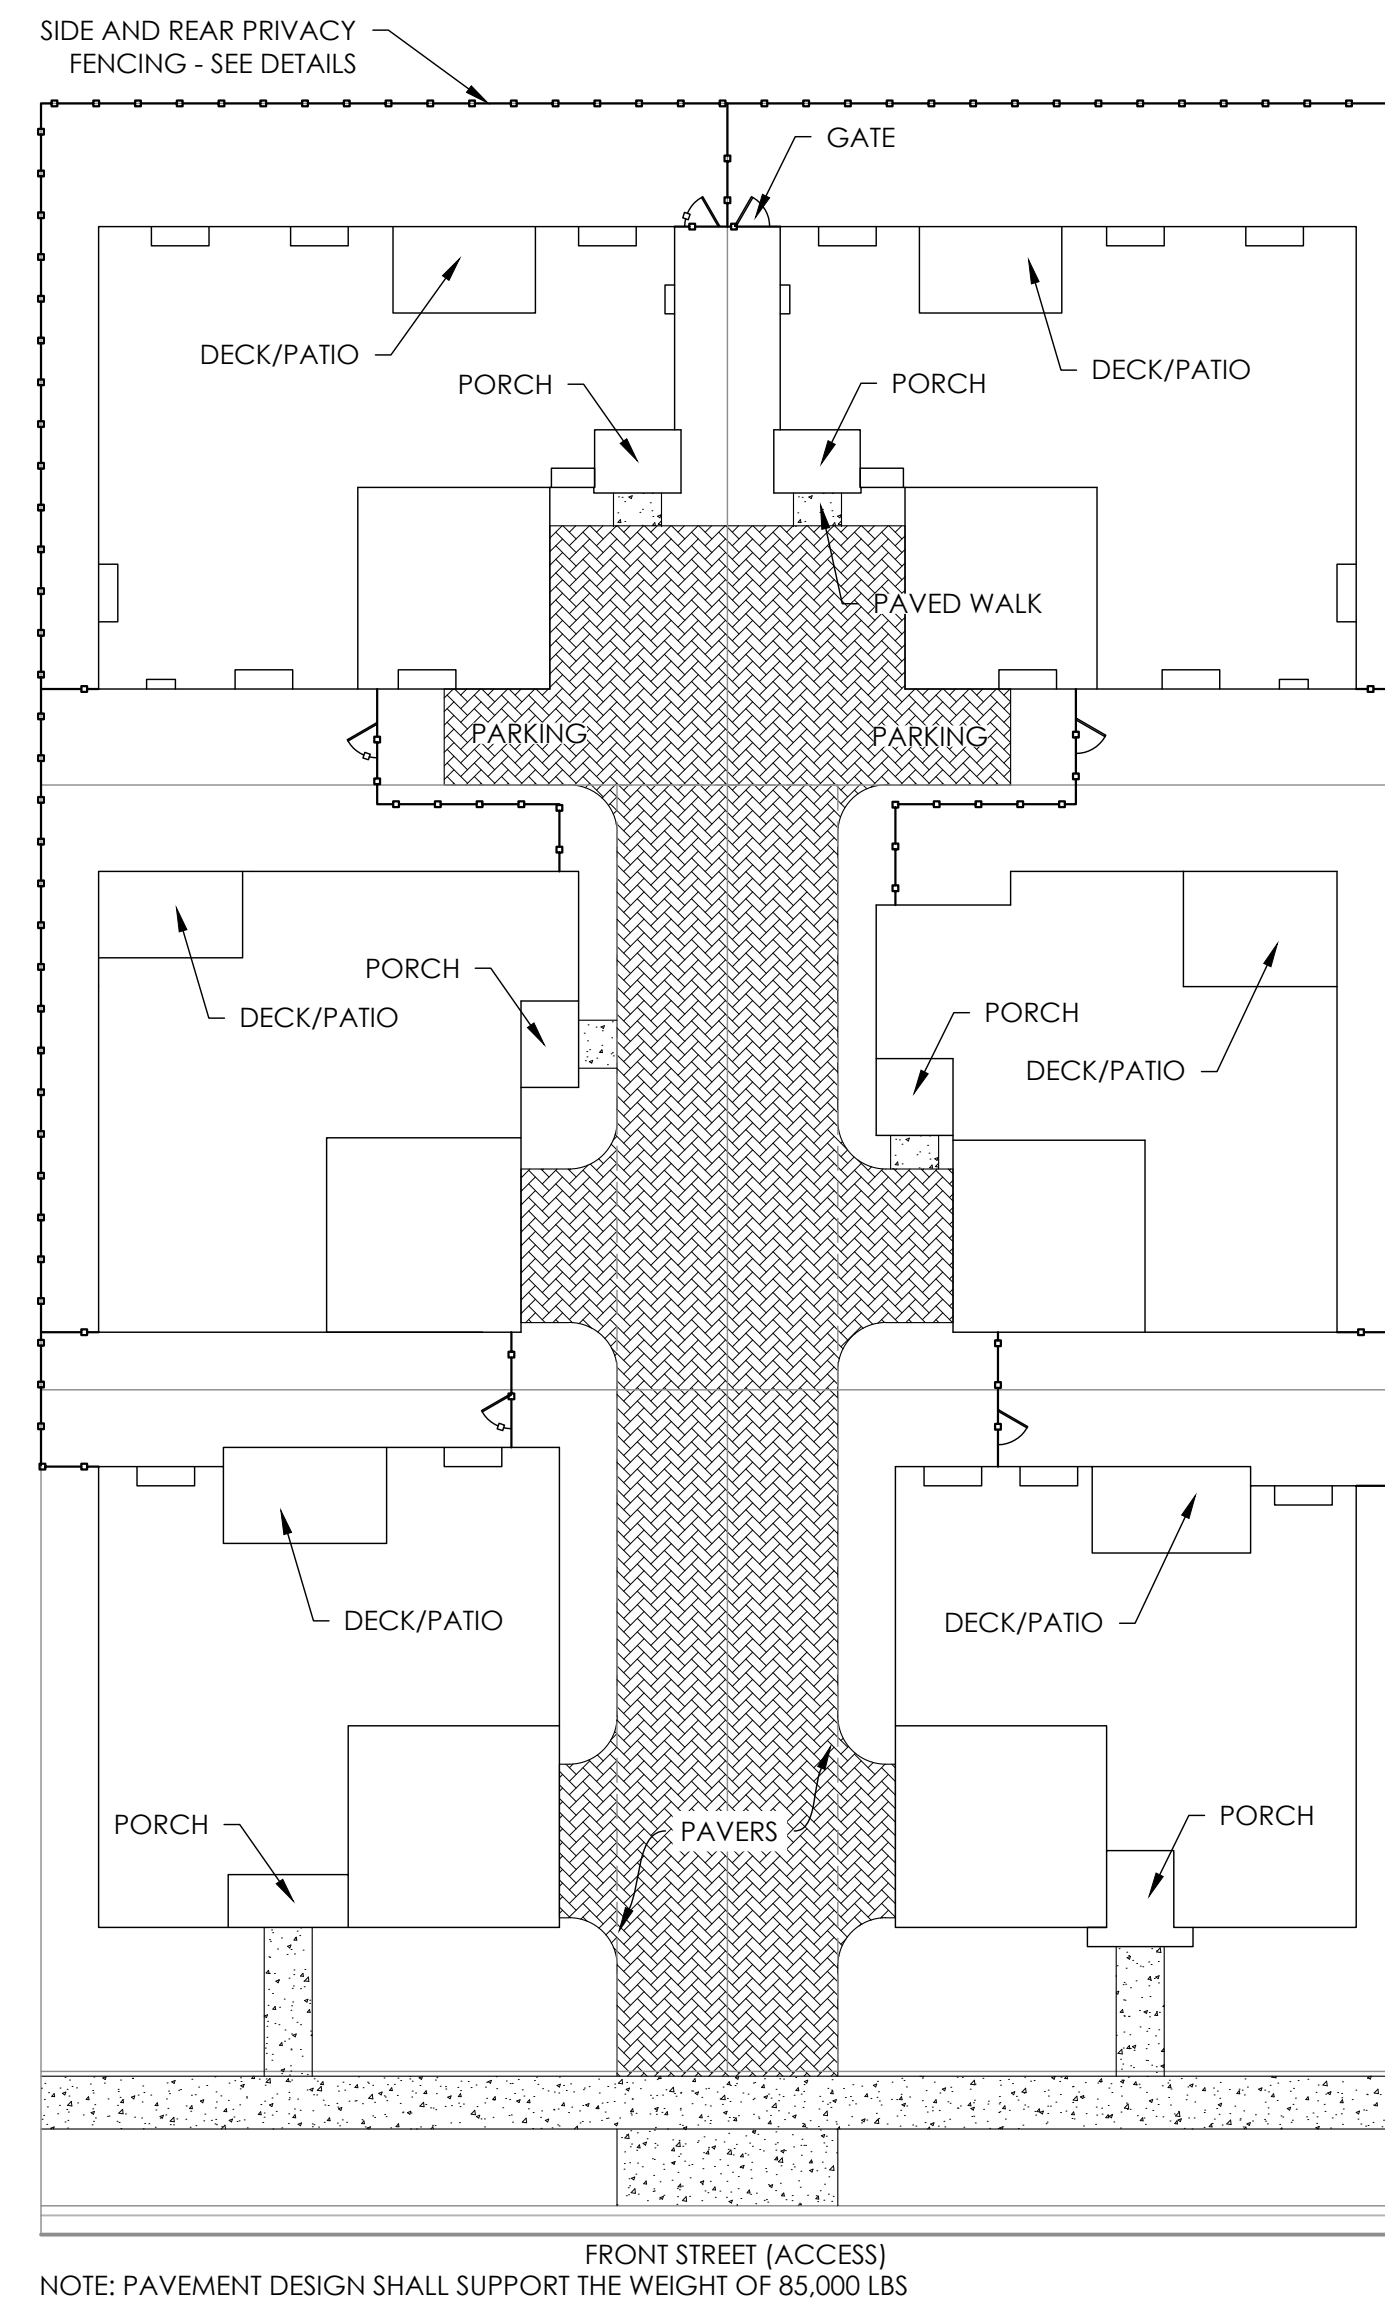 SIDE AND REAR PRIVACY
FENCING - SEE DETAILS
GATE
DECK/PATIO
DECK/PATIO
PORCH
PORCH
PAVED WALK
PARKING
PARKING
PORCH
DECK/PATIO
PORCH
DECK/PATIO
DECK/PATIO
DECK/PATIO
PORCH
PAVERS
PORCH
FRONT STREET (ACCESS)
NOTE: PAVEMENT DESIGN SHALL SUPPORT THE WEIGHT OF 85,000 LBS